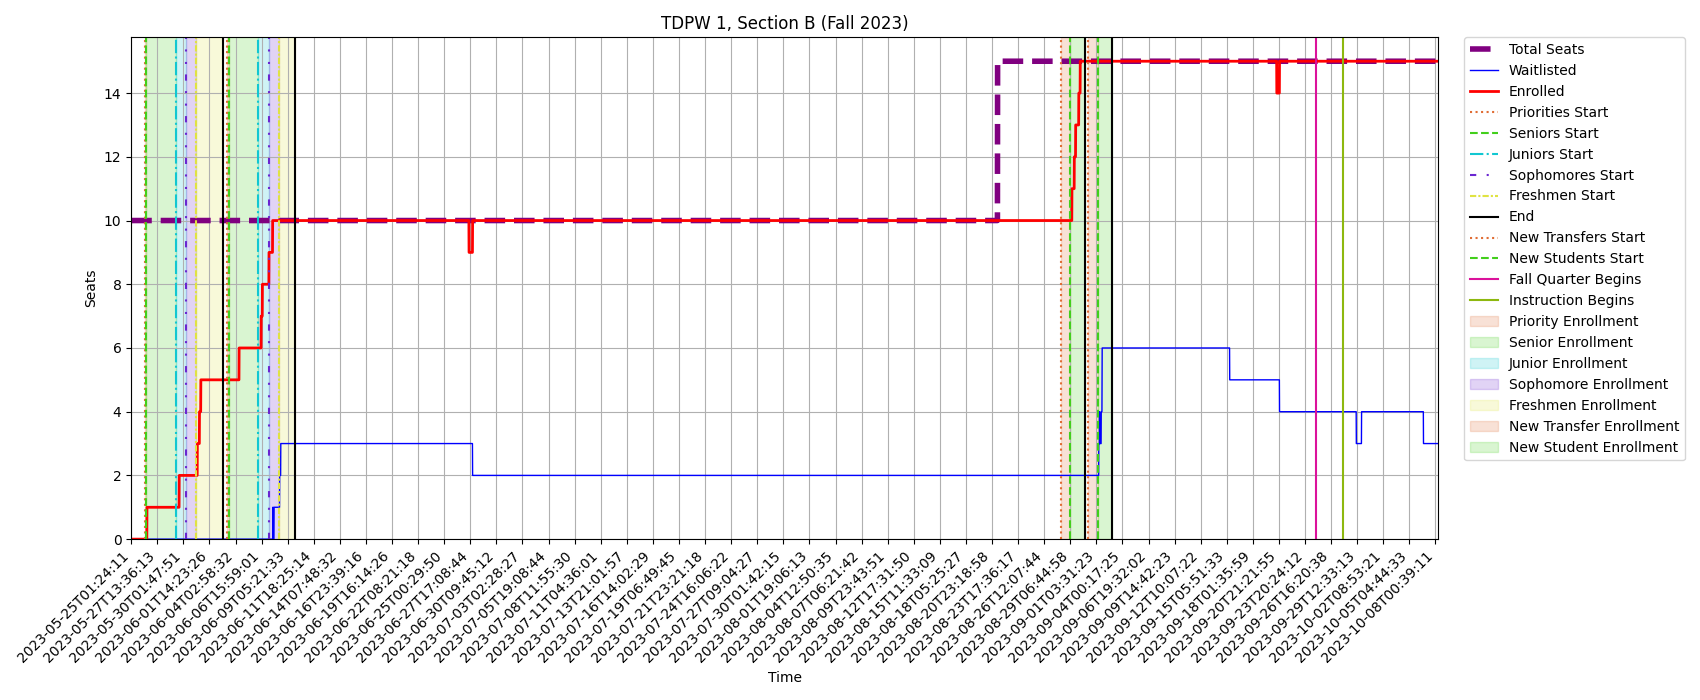 TDPW 1, Section B (Fall 2023)
Seats
14
12
10
8
6
4
2
0
2023-05-25T01:24:11
2023-05-27T13:36:13
2023-05-30T01:47:51
2023-06-01T14:23:26
2023-06-04T02:58:32
2023-06-06T15:59:01
2023-06-09T05:21:33
2023-06-11T18:25:14
2023-06-14T07:48:32
2023-06-16T23:39:16
2023-06-19T16:14:26
2023-06-22T08:21:18
2023-06-25T00:29:50
2023-06-27T17:08:44
2023-06-30T09:45:12
2023-07-03T02:28:27
2023-07-05T19:08:44
2023-07-08T11:55:30
2023-07-11T04:36:01
2023-07-13T21:01:57
2023-07-16T14:02:29
2023-07-19T06:49:45
2023-07-21T23:21:18
2023-07-24T16:06:22
2023-07-27T09:04:27
2023-07-30T01:42:15
2023-08-01T19:06:13
2023-08-04T12:50:35
2023-08-07T06:21:42
2023-08-09T23:43:51
2023-08-12T17:31:50
2023-08-15T11:33:09
2023-08-18T05:25:27
2023-08-20T23:18:58
2023-08-23T17:36:17
2023-08-26T12:07:44
2023-08-29T06:44:58
2023-09-01T03:31:23
2023-09-04T00:17:25
2023-09-06T19:32:02
2023-09-09T14:42:23
2023-09-12T10:07:22
2023-09-15T05:51:33
2023-09-18T01:35:59
2023-09-20T21:21:55
2023-09-23T20:24:12
2023-09-26T16:20:38
2023-09-29T12:33:13
2023-10-02T08:53:21
2023-10-05T04:44:33
2023-10-08T00:39:11
Time
Total Seats
Waitlisted
Enrolled
Priorities Start
Seniors Start
Juniors Start
Sophomores Start
Freshmen Start
End
New Transfers Start
New Students Start
Fall Quarter Begins
Instruction Begins
Priority Enrollment
Senior Enrollment
Junior Enrollment
Sophomore Enrollment
Freshmen Enrollment
New Transfer Enrollment
New Student Enrollment